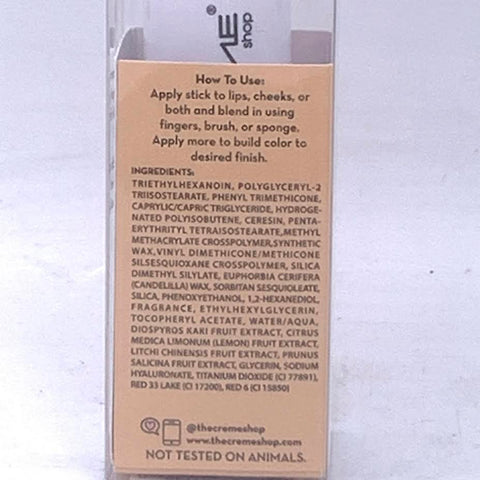 ME®
shop
How To Use:
Apply stick to lips, cheeks, or
both and blend in using
fingers, brush, or sponge.
Apply more to build color to
desired finish.
INGREDIENTS:
TRIETHYLHEXANOIN, POLYGLYCERYL-2
TRIISOSTEARATE, PHENYL TRIMETHICONE,
CAPRYLIC/CAPRIC TRIGLYCERIDE, HYDROGE-
NATED POLYISOBUTENE, CERESIN, PENTA-
ERYTHRITYL TETRAISOSTEARATE,METHYL
METHACRYLATE CROSSPOLYMER,SYNTHETIC
WAX,VINYL DIMETHICONE/METHICONE
SILSESQUIOXANE CROSSPOLYMER, SILICA
DIMETHYL SILYLATE, EUPHORBIA CERIFERA
(CANDELILLA) WAX, SORBITAN SESQUIOLEATE,
SILICA, PHENOXYETHANOL, 1,2-HEXANEDIOL,
FRAGRANCE, ETHYLHEXYLGLYCERIN,
TOCOPHERYL ACETATE, WATER/AQUA,
DIOSPYROS KAKI FRUIT EXTRACT, CITRUS
MEDICA LIMONUM (LEMON) FRUIT EXTRACT,
LITCHI CHINENSIS FRUIT EXTRACT, PRUNUS
SALICINA FRUIT EXTRACT, GLYCERIN, SODIUM
HYALURONATE, TITANIUM DIOXIDE (CI 77891),
RED 33 LAKE (CI 17200), RED 6 (CI 15850)
@thecremeshop
www.thecremeshop.com
NOT TESTED ON ANIMALS.